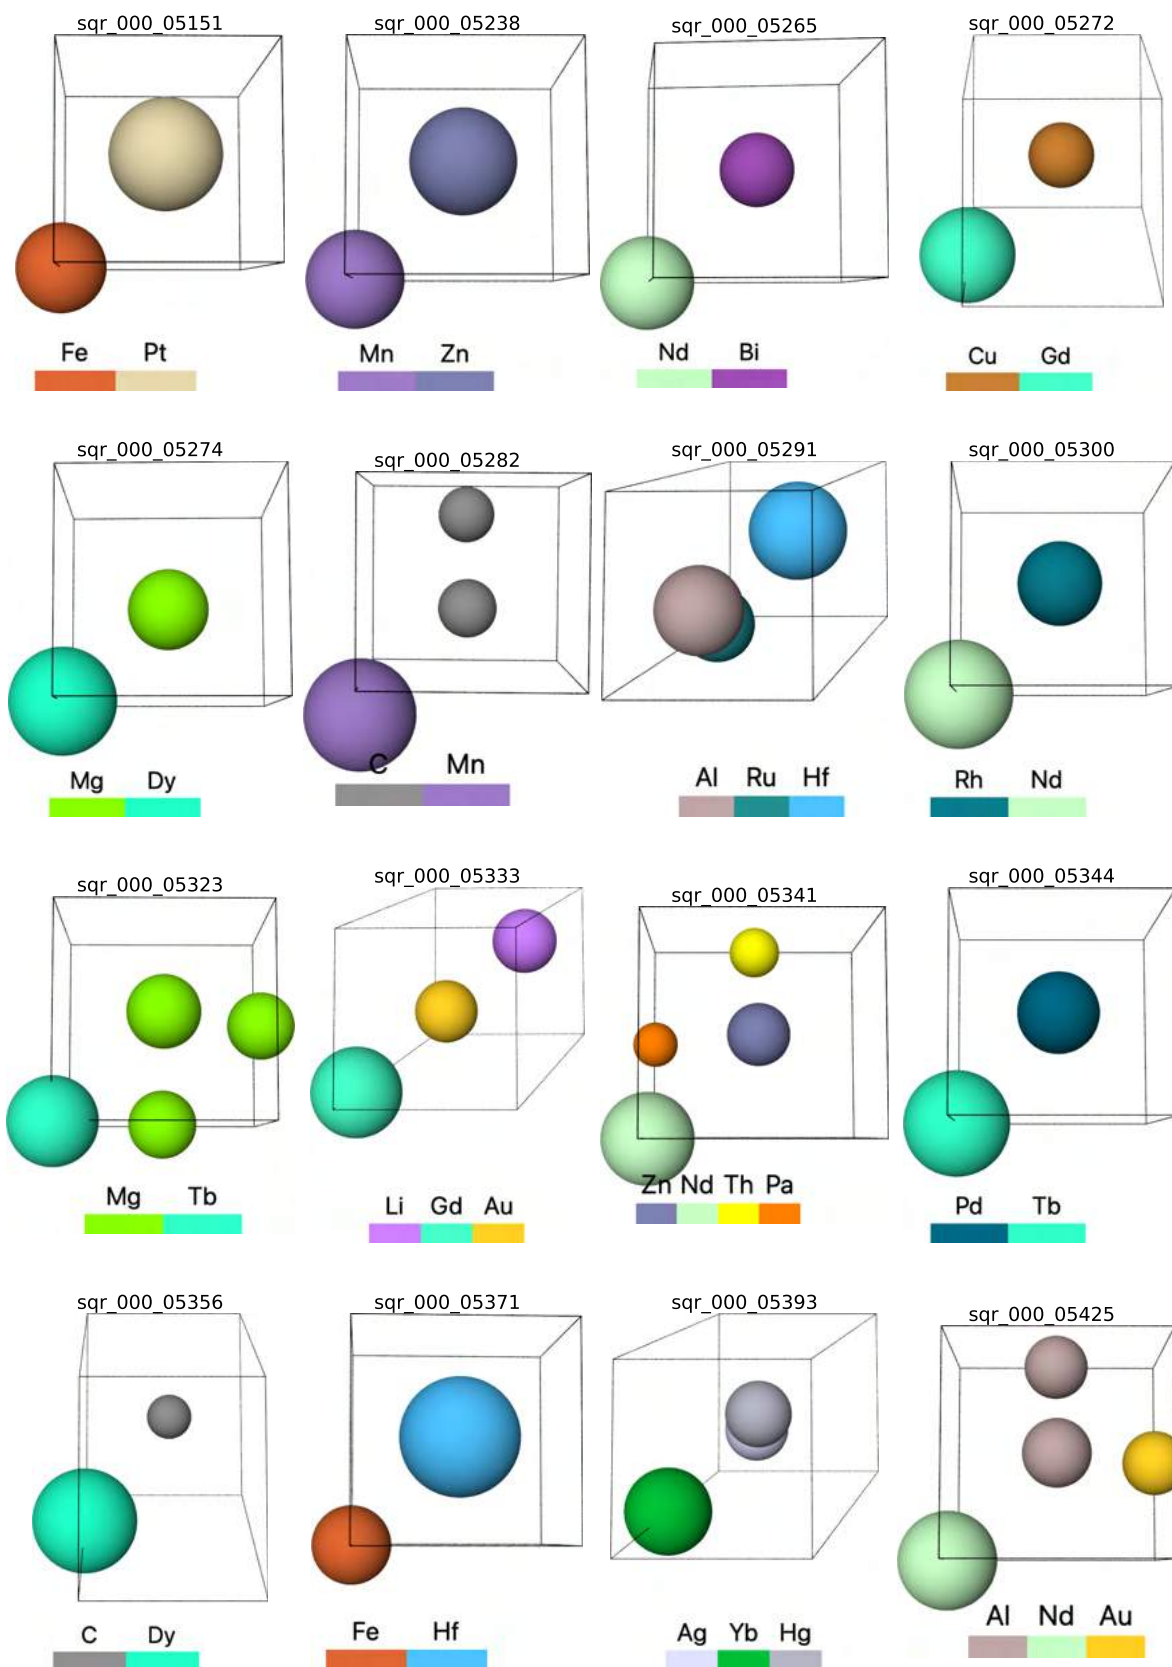 sqr_000_05151 sqr_000_05238 sqr_000_05265 sqr_000_05272
Fe Pt Mn Zn Nd Bi Cu Gd
sqr_000_05274 sqr_000_05282 sqr_000_05291 sqr_000_05300
Mg Dy C Mn Al Ru Hf Rh Nd
sqr_000_05323 sqr_000_05333 sqr_000_05341 sqr_000_05344
Mg Tb Li Gd Au Zn Nd Th Pa Pd Tb
sqr_000_05356 sqr_000_05371 sqr_000_05393 sqr_000_05425
C Dy Fe Hf Ag Yb Hg Al Nd Au